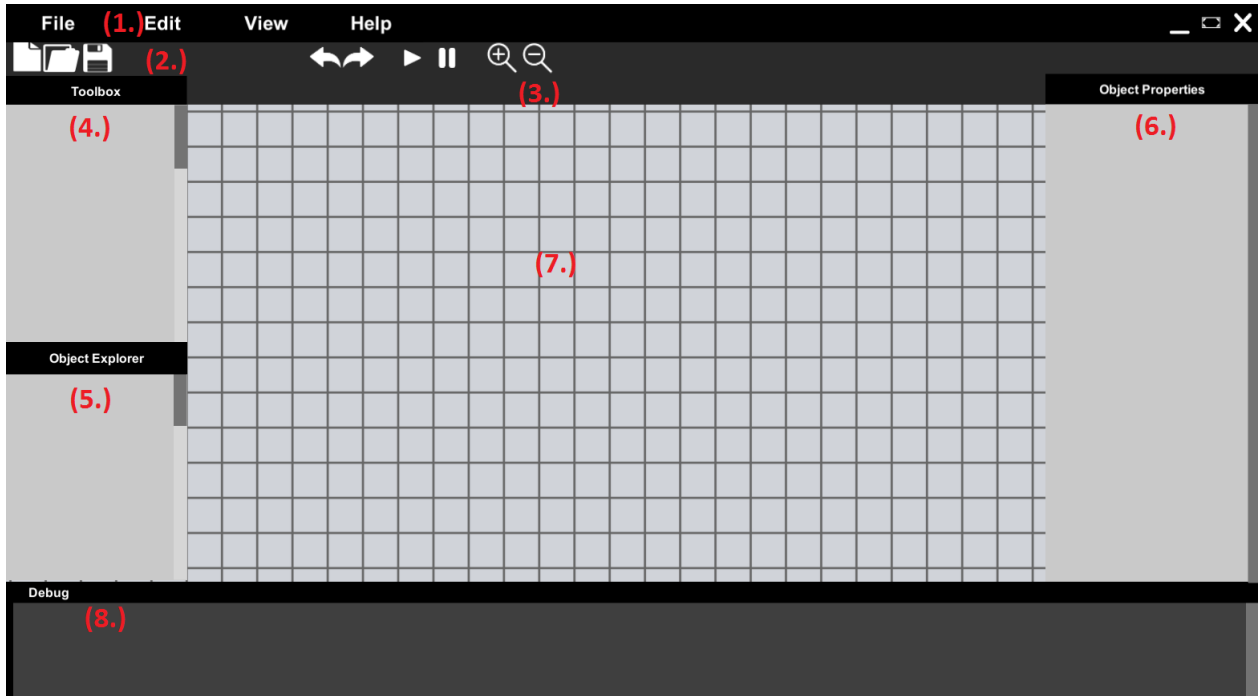 File (1.) Edit View Help
(2.)
(3.)
Toolbox
Object Properties
(4.)
(6.)
(7.)
Object Explorer
(5.)
Debug
(8.)